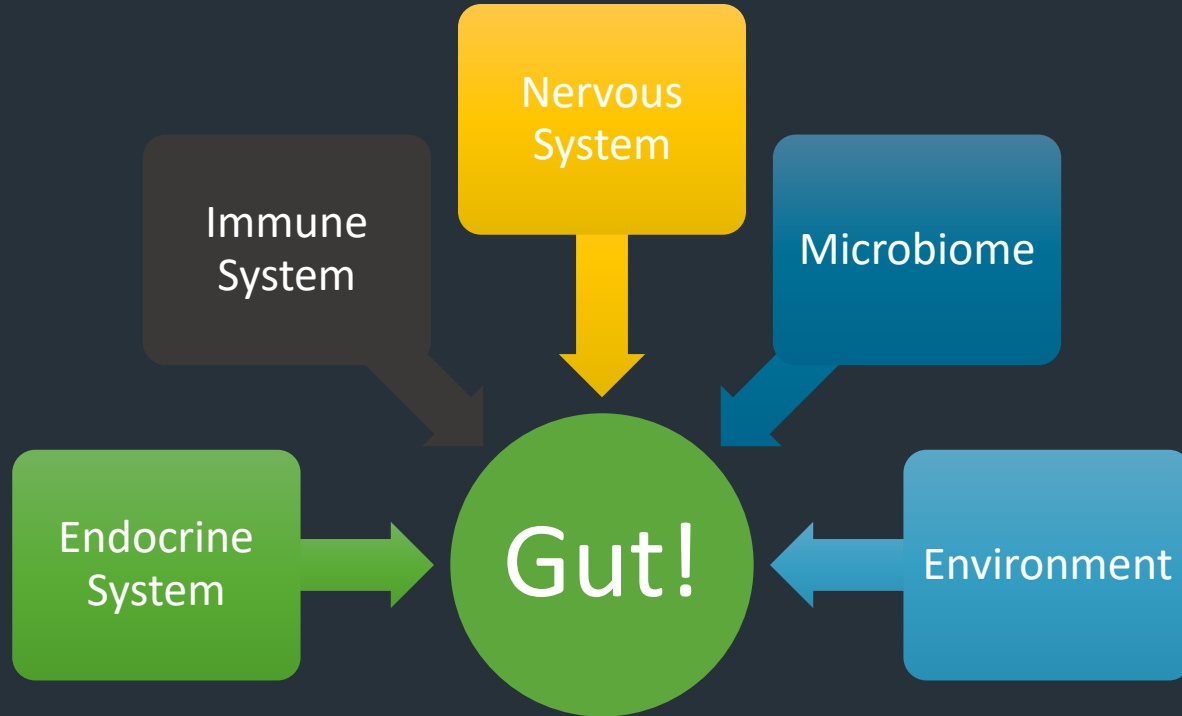 Nervous
System
Immune
System
Microbiome
Endocrine
System
Gut!
Environment